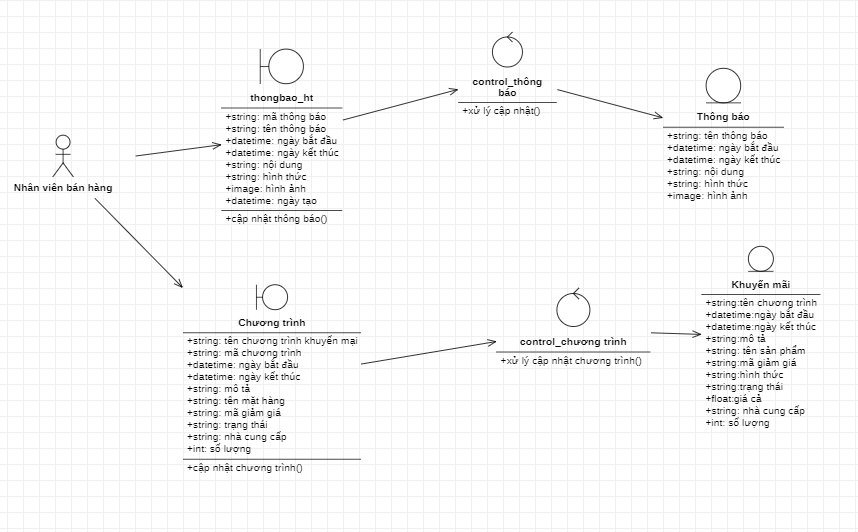 Nhân viên bán hàng
thongbao_ht
+string: mã thông báo
+string: tên thông báo
+datetime: ngày bắt đầu
+datetime: ngày kết thúc
+string: nội dung
+string: hình thức
+image: hình ảnh
+datetime: ngày tạo
+cập nhật thông báo()
control_thông
báo
+xử lý cập nhật()
Thông báo
+string: tên thông báo
+datetime: ngày bắt đầu
+datetime: ngày kết thúc
+string: nội dung
+string: hình thức
+image: hình ảnh
Chương trình
+string: tên chương trình khuyến mại
+string: mã chương trình
+datetime: ngày bắt đầu
+datetime: ngày kết thúc
+string: mô tả
+string: tên mặt hàng
+string: mã giảm giá
+string: trạng thái
+string: nhà cung cấp
+int: số lượng
+cập nhật chương trình()
control_chương trình
+xử lý cập nhật chương trình()
Khuyến mãi
+string:tên chương trình
+datetime:ngày bắt đầu
+datetime:ngày kết thúc
+string:mô tả
+string: tên sản phẩm
+string:mã giảm giá
+string:hình thức
+string:trạng thái
+float:giá cả
+string: nhà cung cấp
+int: số lượng